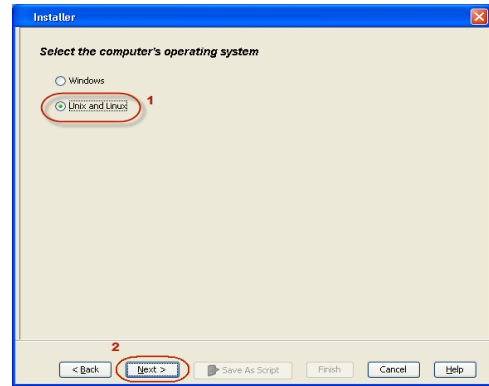 Installer
Select the computer's operating system
Windows
Unix and Linux
1
2
< Back
Next >
Save As Script
Finish
Cancel
Help